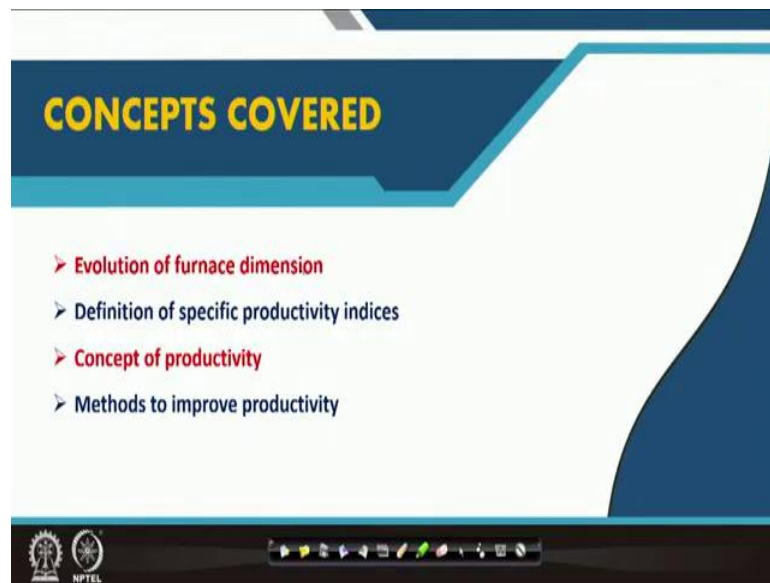 CONCEPTS COVERED
➢ Evolution of furnace dimension
➢ Definition of specific productivity indices
➢ Concept of productivity
➢ Methods to improve productivity
NPTEL